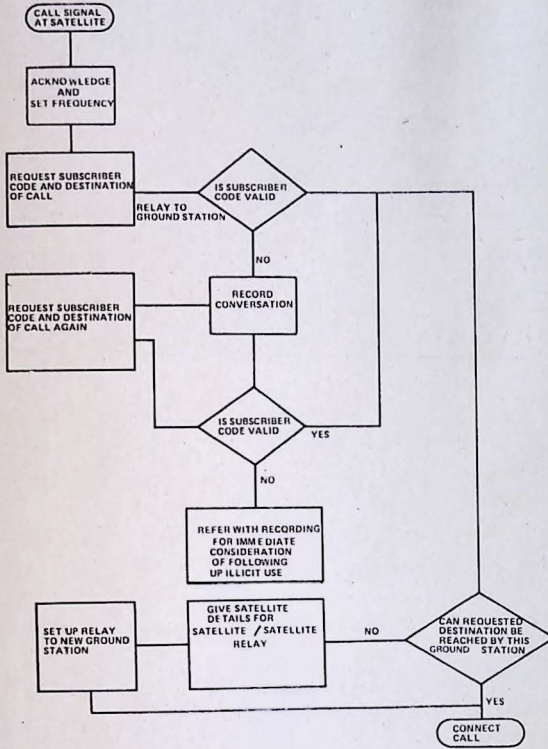 CALL SIGNAL
AT SATELLITE
ACKNOWLEDGE
AND
SET FREQUENCY
REQUEST SUBSCRIBER
CODE AND DESTINATION
OF CALL
RELAY TO
GROUND STATION
IS SUBSCRIBER
CODE VALID
NO
RECORD
CONVERSATION
REQUEST SUBSCRIBER
CODE AND DESTINATION
OF CALL AGAIN
IS SUBSCRIBER
CODE VALID
YES
NO
REFER WITH RECORDING
FOR IMMEDIATE
CONSIDERATION
OF FOLLOWING
UP ILLICIT USE
SET UP RELAY
TO NEW GROUND
STATION
GIVE SATELLITE
DETAILS FOR
SATELLITE / SATELLITE
RELAY
NO
CAN REQUESTED
DESTINATION BE
REACHED BY THIS
GROUND STATION
YES
CONNECT
CALL